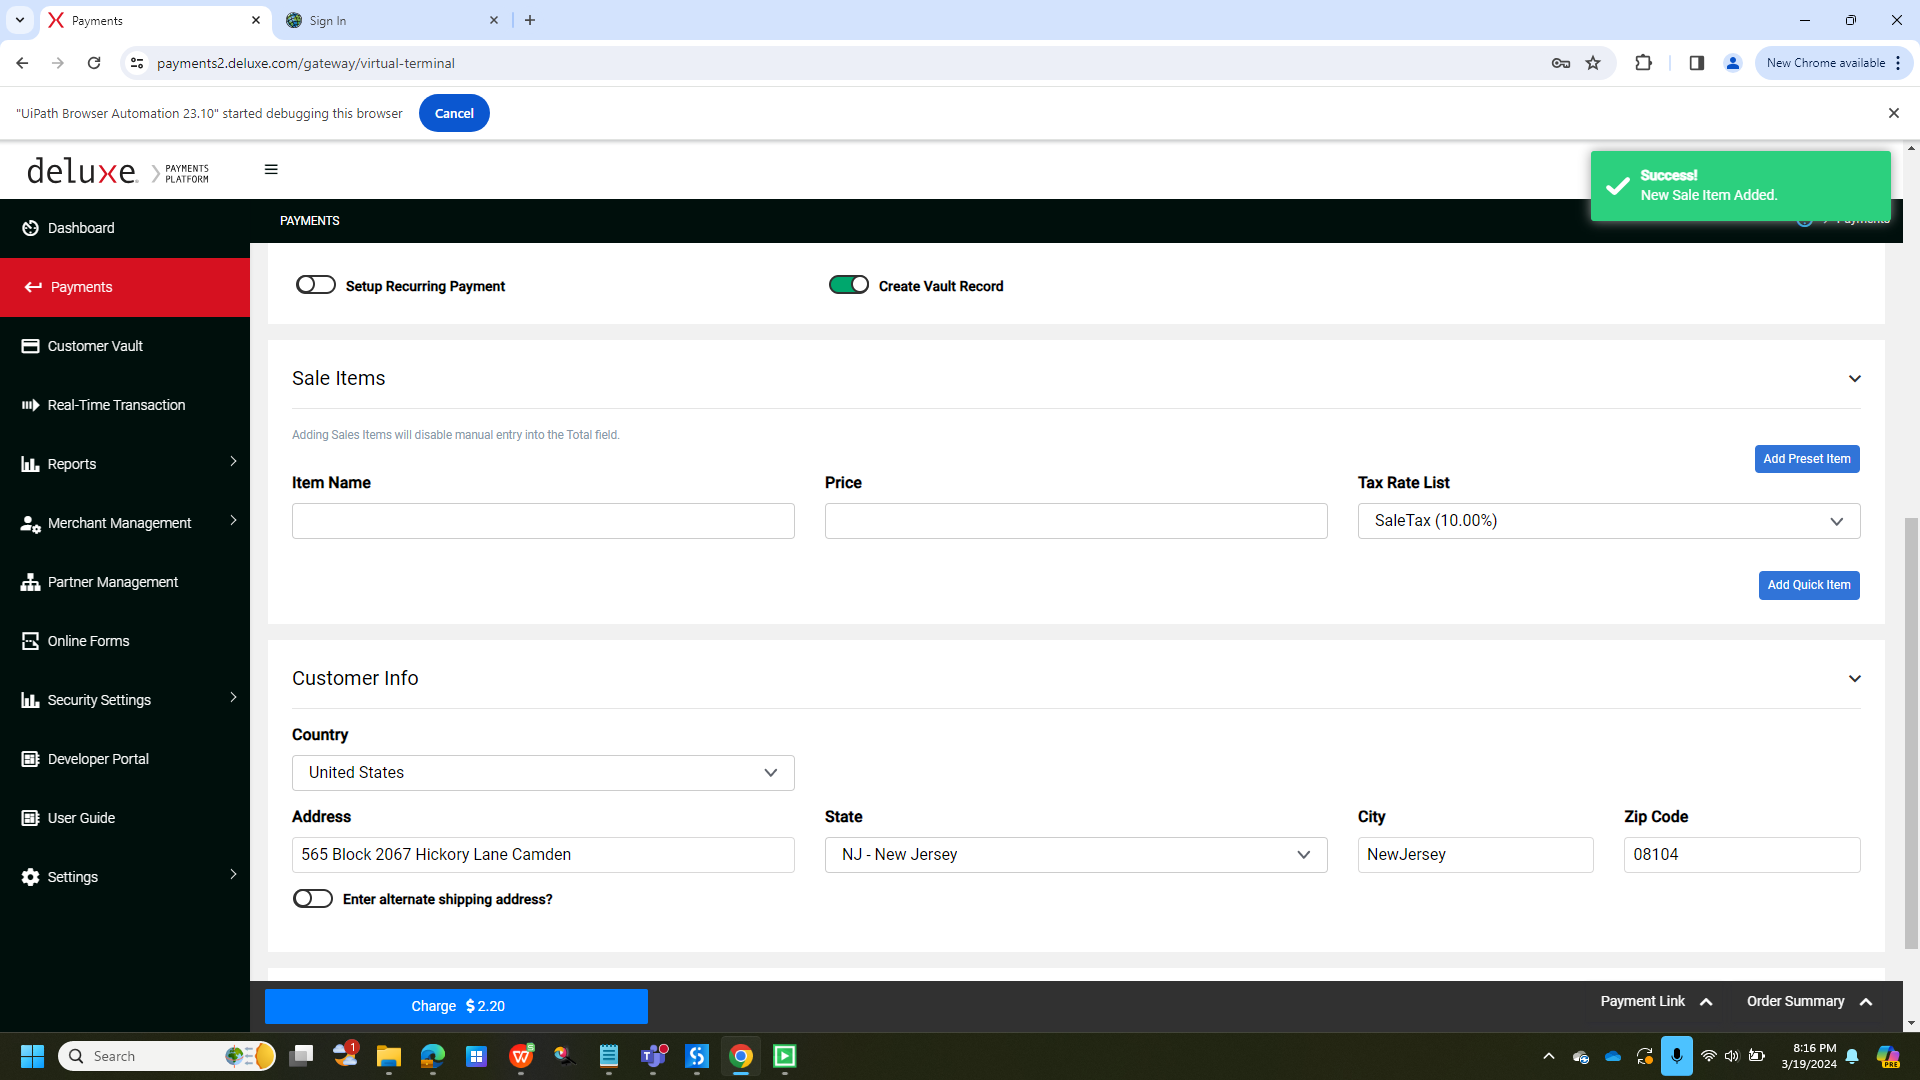 Payments
Sign In
payments2.deluxe.com/gateway/virtual-terminal
New Chrome available
"UiPath Browser Automation 23.10" started debugging this browser
Cancel
deluxe. PAYMENTS PLATFORM
Success!
New Sale Item Added.
PAYMENTS
Payments
Dashboard
Payments
Customer Vault
Real-Time Transaction
Reports
Merchant Management
Partner Management
Online Forms
Security Settings
Developer Portal
User Guide
Settings
Setup Recurring Payment
Create Vault Record
Sale Items
Adding Sales Items will disable manual entry into the Total field.
Add Preset Item
Item Name
Price
Tax Rate List
SaleTax (10.00%)
Add Quick Item
Customer Info
Country
United States
Address
State
City
Zip Code
565 Block 2067 Hickory Lane Camden
NJ - New Jersey
NewJersey
08104
Enter alternate shipping address?
Charge $ 2.20
Payment Link
Order Summary
Search
1
8:16 PM
3/19/2024
PRE